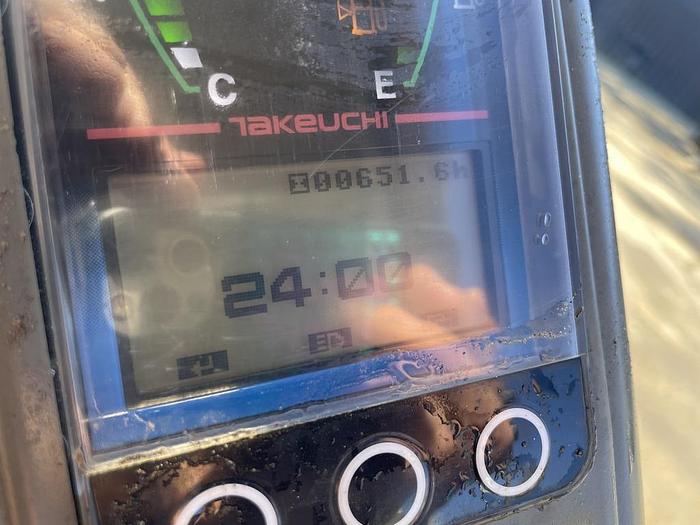 C E
TAKEUCHI
00651.6h
24:00